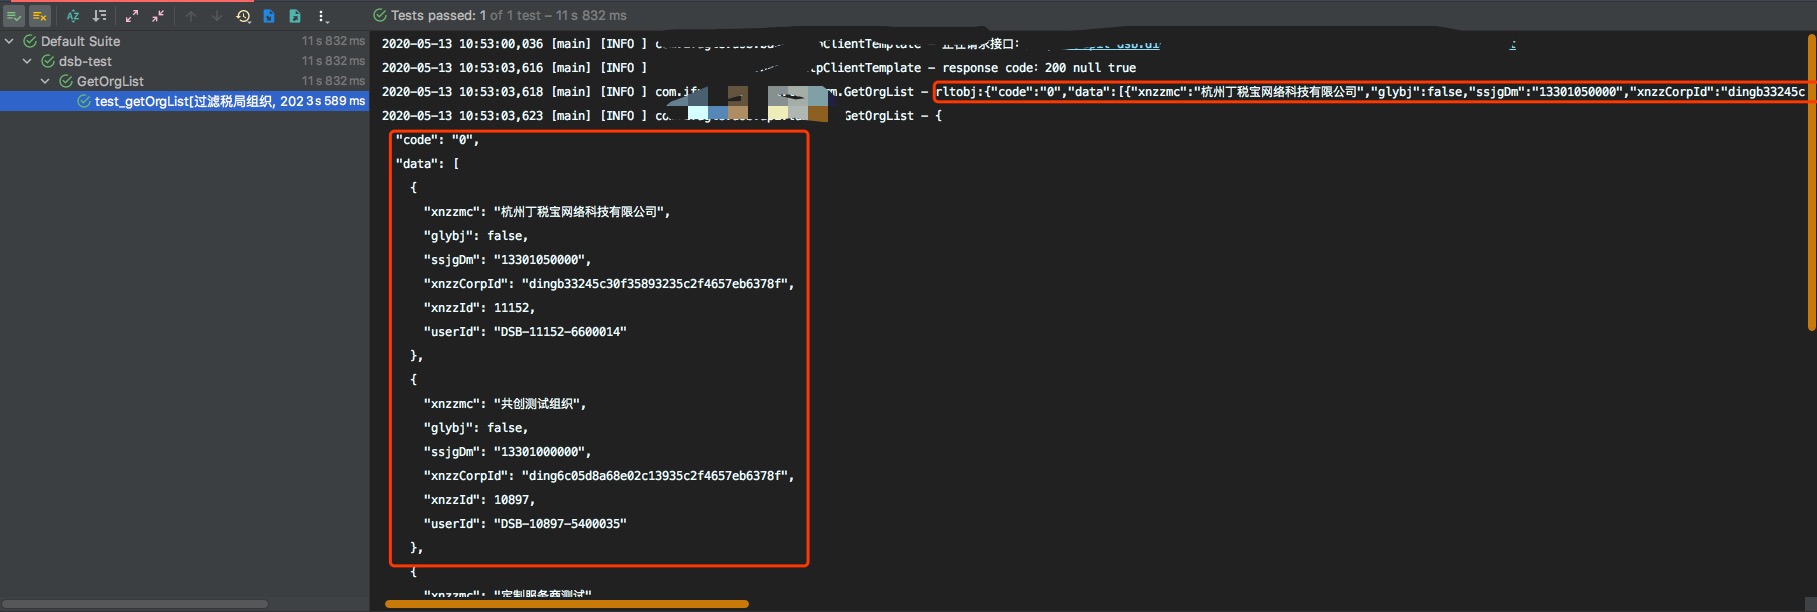 Tests passed: 1 of 1 test – 11 s 832 ms
Default Suite 11 s 832 ms
dsb-test 11 s 832 ms
GetOrgList 11 s 832 ms
test_getOrgList[过滤税局组织, 202 3 s 589 ms
2020-05-13 10:53:00,036 [main] [INFO ] ClientTemplate - 正在请求接口:
2020-05-13 10:53:03,616 [main] [INFO ] pClientTemplate - response code: 200 null true
2020-05-13 10:53:03,618 [main] [INFO ] GetOrgList - rltobj:{"code":"0","data":[{"xnzzmc":"杭州丁税宝网络科技有限公司","glybj":false,"ssjgDm":"13301050000","xnzzCorpId":"dingb33245c
2020-05-13 10:53:03,623 [main] [INFO ] GetOrgList - {
"code": "0",
"data": [
{
"xnzzmc": "杭州丁税宝网络科技有限公司",
"glybj": false,
"ssjgDm": "13301050000",
"xnzzCorpId": "dingb33245c30f35893235c2f4657eb6378f",
"xnzzId": 11152,
"userId": "DSB-11152-6600014"
},
{
"xnzzmc": "共创测试组织",
"glybj": false,
"ssjgDm": "13301000000",
"xnzzCorpId": "ding6c05d8a68e02c13935c2f4657eb6378f",
"xnzzId": 10897,
"userId": "DSB-10897-5400035"
},
{
"xnzzmc": "定制服务商测试"